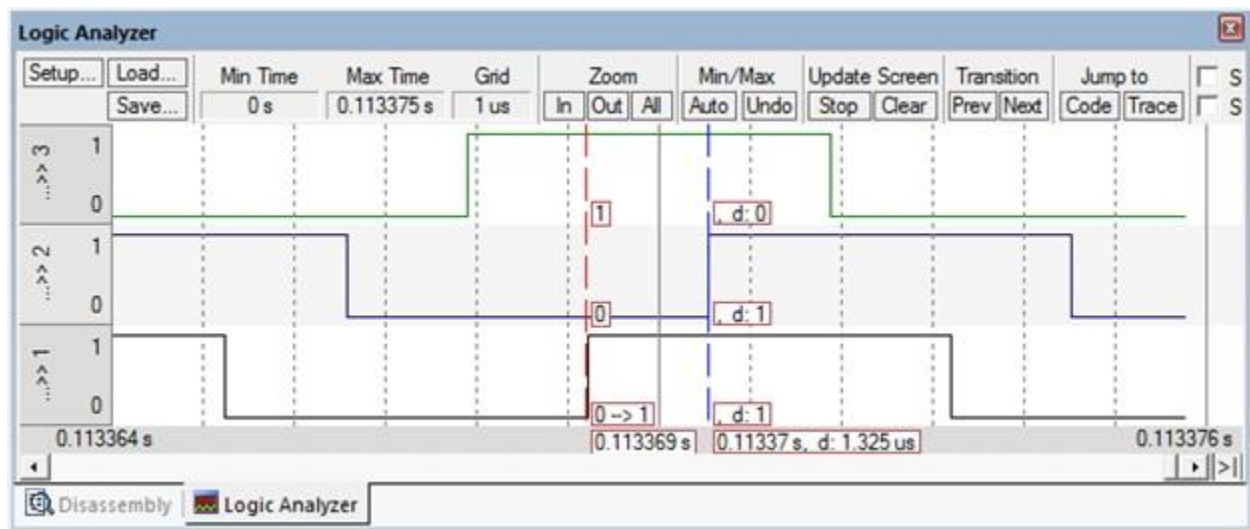 Logic Analyzer
Setup... Load... Min Time Max Time Grid Zoom Min/Max Update Screen Transition Jump to S
Save... 0 s 0.113375 s 1 us In Out All Auto Undo Stop Clear Prev Next Code Trace S
...>> 3
1
0
1
, d: 0
...>> 2
1
0
0
, d: 1
...>> 1
1
0
0 --> 1
, d: 1
0.113364 s 0.113369 s 0.11337 s, d: 1.325 us 0.113376 s
>|
Disassembly Logic Analyzer